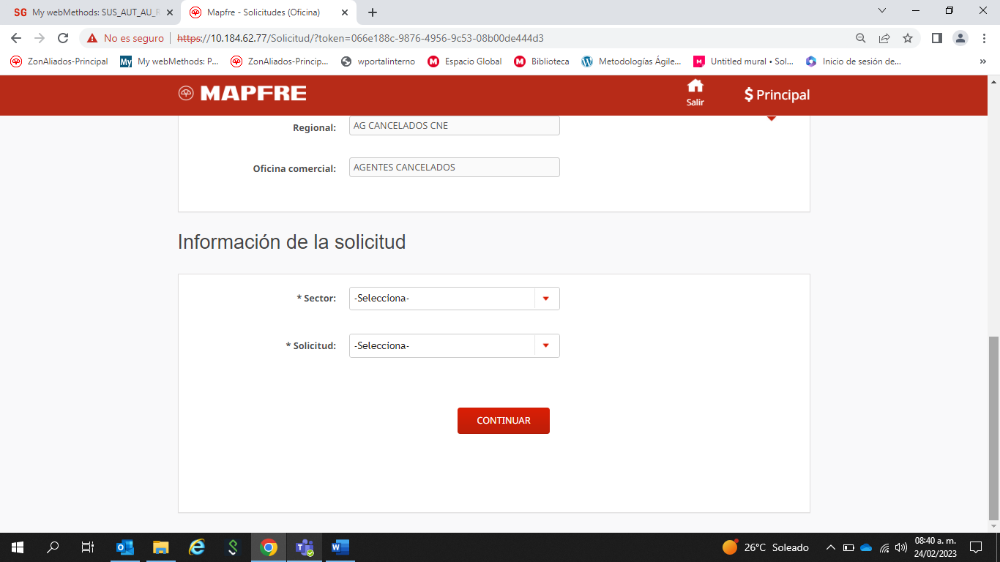 SG My webMethods: SUS_AUT_AU_R
Mapfre - Solicitudes (Oficina)
No es seguro https://10.184.62.77/Solicitud/?token=066e188c-9876-4956-9c53-08b00de444d3
ZonAliados-Principal My My webMethods: P... ZonAliados-Princip... wportalinterno M Espacio Global M Biblioteca Metodologías Ágile... M Untitled mural • Sol... Inicio de sesión de... »
MAPFRE Salir $ Principal
Regional: AG CANCELADOS CNE
Oficina comercial: AGENTES CANCELADOS
Información de la solicitud
* Sector: -Selecciona-
* Solicitud: -Selecciona-
CONTINUAR
26°C Soleado
08:40 a. m.
24/02/2023